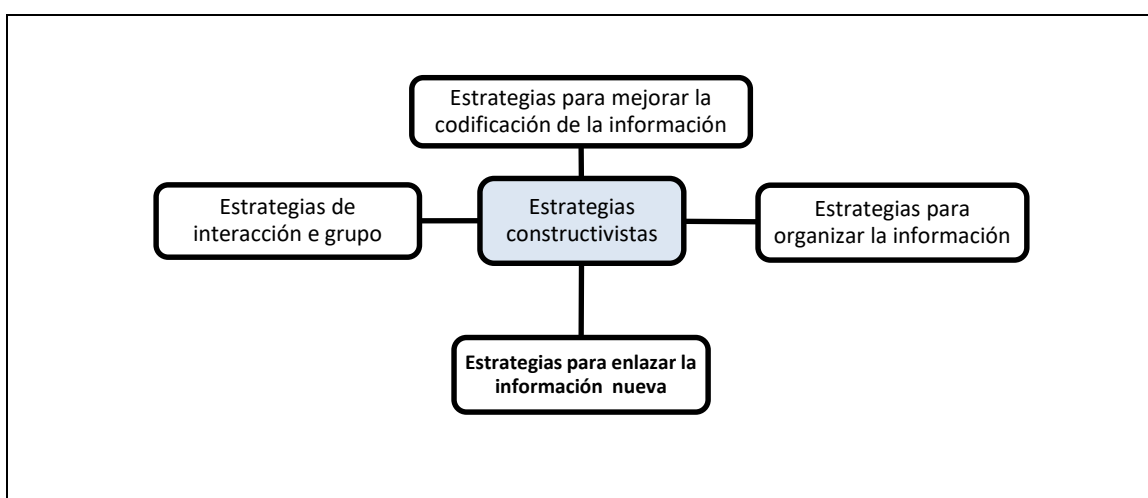 Estrategias para mejorar la
codificación de la información
Estrategias de
interacción e grupo
Estrategias
constructivistas
Estrategias para
organizar la información
Estrategias para enlazar la
información nueva